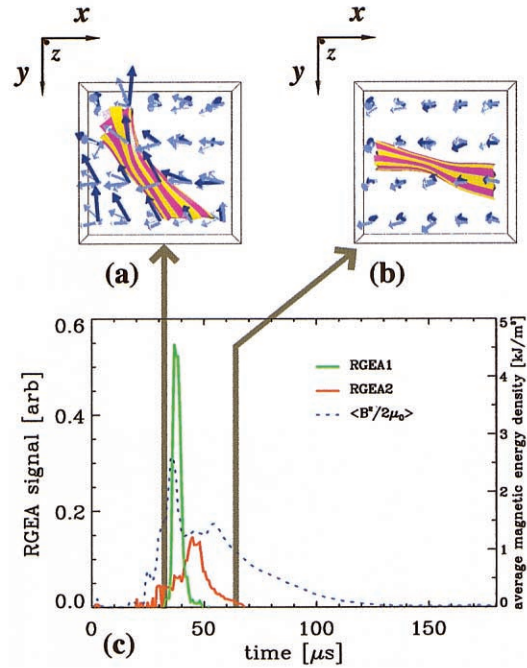 x
z
y
(a)
x
z
y
(b)
RGEA signal [arb]
0.6
0.4
0.2
0.0
RGEA1
RGEA2
<B²/2μ₀>
average magnetic energy density [kJ/m³]
5
4
3
2
1
0
(c)
0
50
100
150
time [μs]